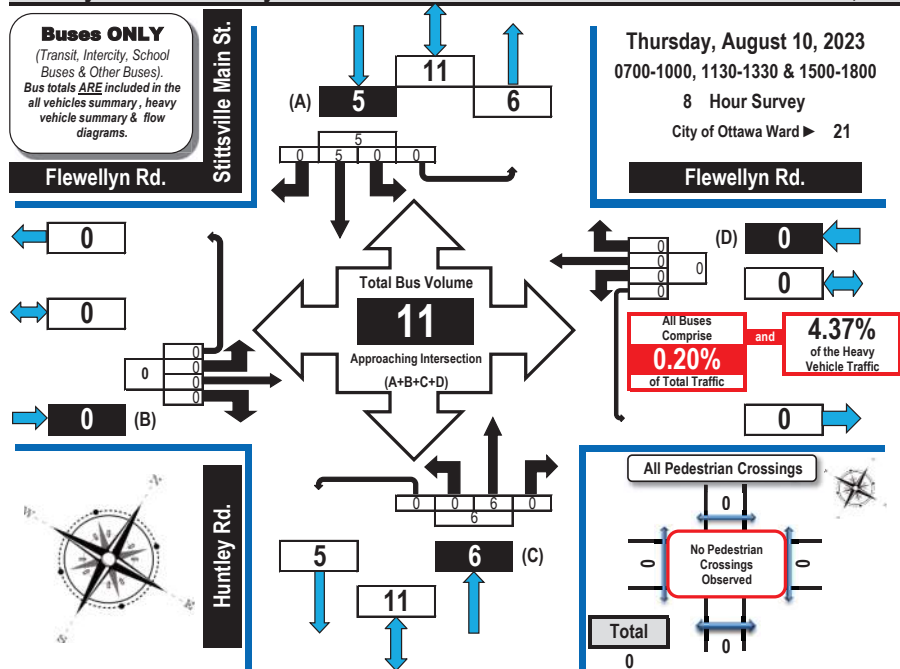 Buses ONLY
(Transit, Intercity, School
Buses & Other Buses).
Bus totals ARE included in the
all vehicles summary , heavy
vehicle summary & flow
diagrams.
Stittsville Main St.
Flewellyn Rd.
11
(A) 5
6
5
0 5 0 0
Thursday, August 10, 2023
0700-1000, 1130-1330 & 1500-1800
8 Hour Survey
City of Ottawa Ward ► 21
Flewellyn Rd.
0
0
0
0
0
0
0
0
0 (B)
Total Bus Volume
11
Approaching Intersection
(A+B+C+D)
0
0
0
0
0
(D) 0
0
All Buses
Comprise
0.20%
of Total Traffic
and
4.37%
of the Heavy
Vehicle Traffic
0
0 0 6 0
6
5
6 (C)
11
Huntley Rd.
N
W
E
S
All Pedestrian Crossings
0
0
No Pedestrian
Crossings
Observed
0
0
Total
0